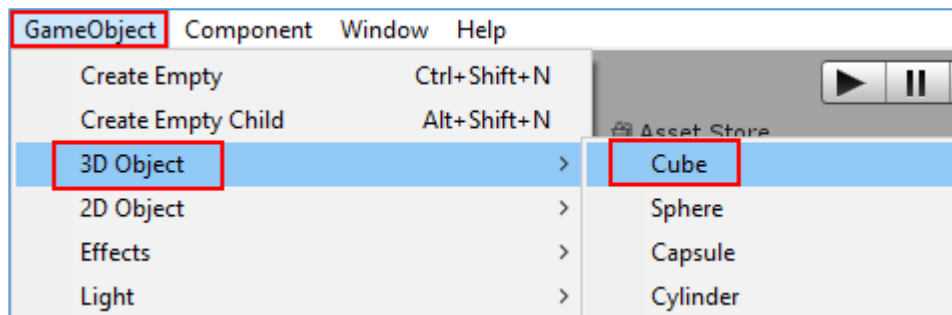 GameObject Component Window Help
Create Empty Ctrl+Shift+N
Create Empty Child Alt+Shift+N
Asset Store
3D Object > Cube
2D Object > Sphere
Effects > Capsule
Light > Cylinder